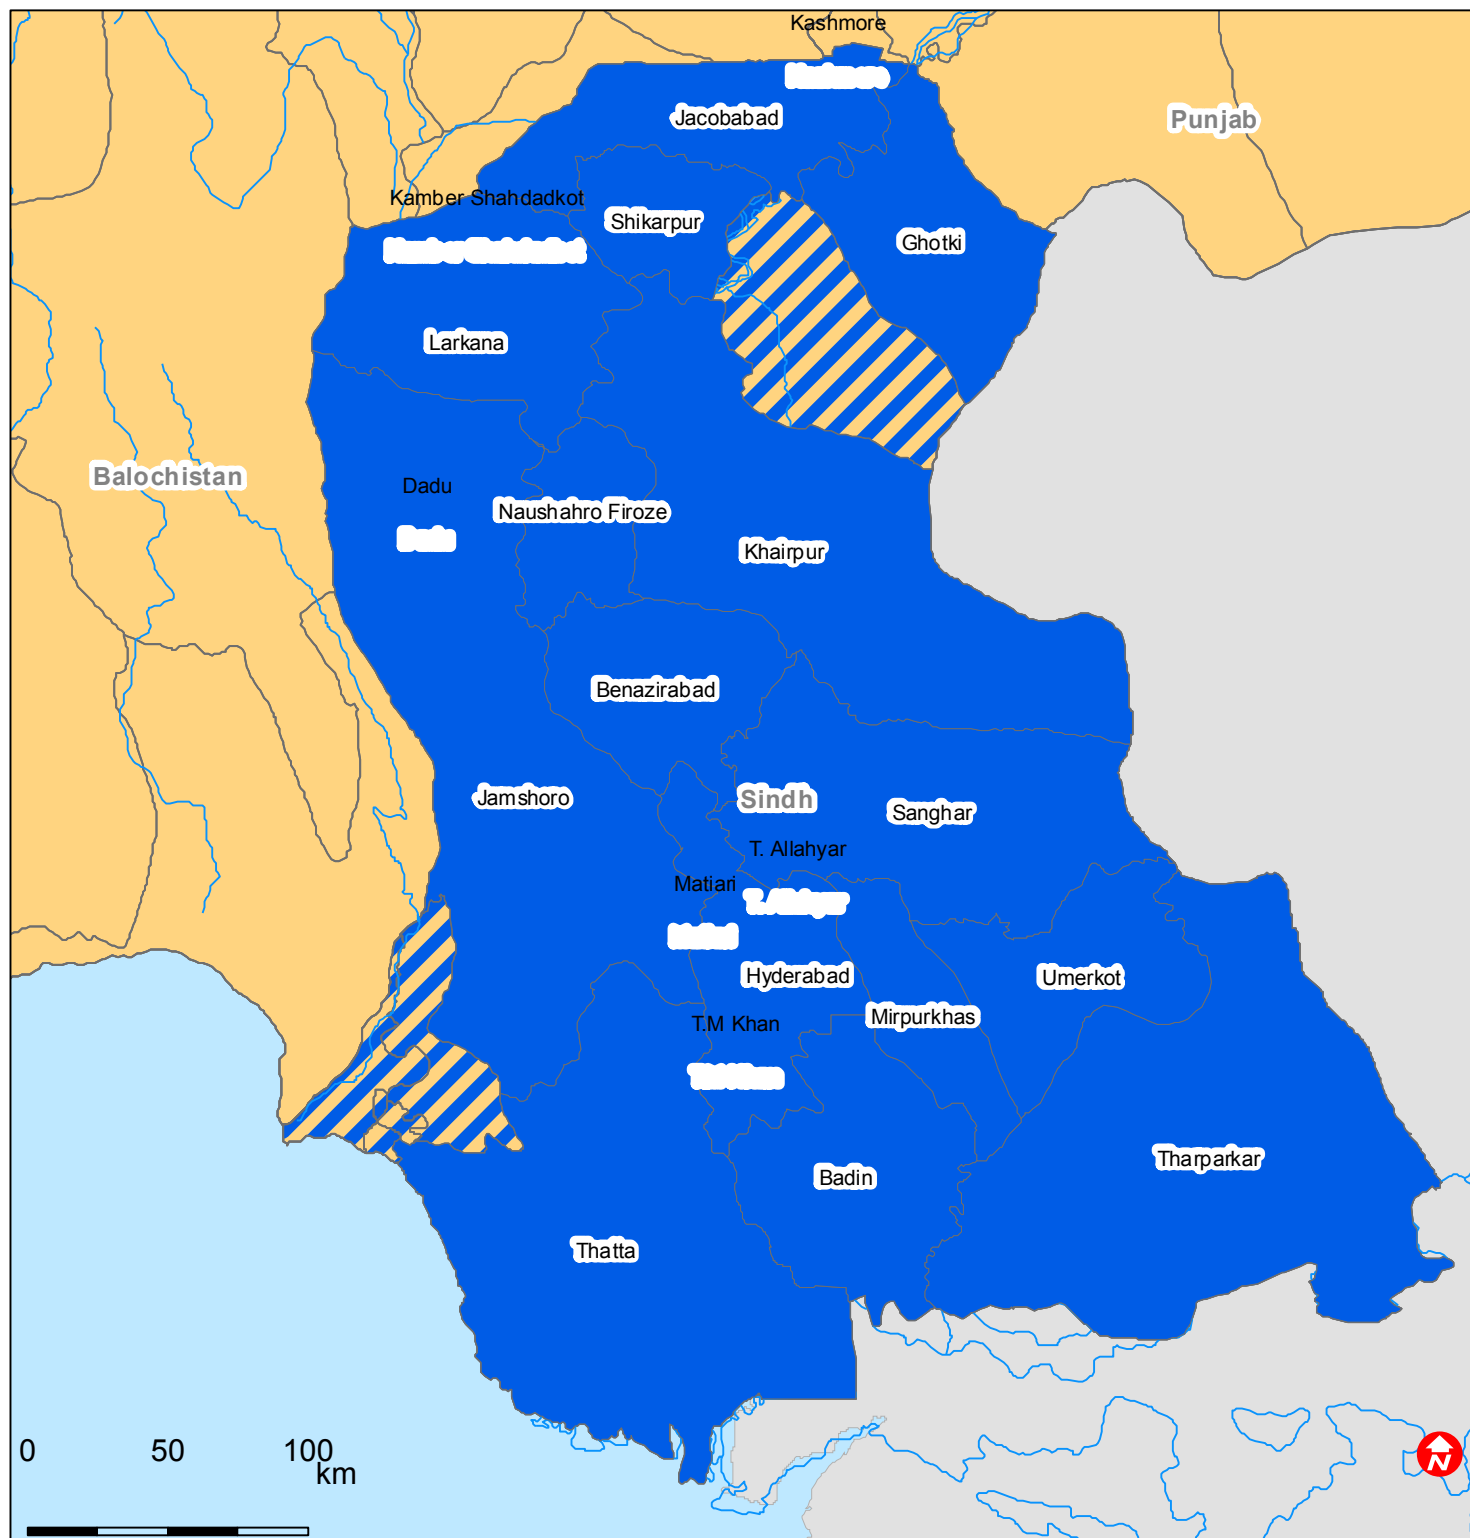 Kashmore
Jacobabad
Punjab
Kamber Shahdadkot
Shikarpur
Ghotki
Larkana
Balochistan
Dadu
Naushahro Firoze
Khairpur
Benazirabad
Jamshoro
Sindh
Sanghar
T. Allahyar
Matiari
Hyderabad
Umerkot
Mirpurkhas
T.M Khan
Tharparkar
Badin
Thatta
0 50 100
km
N